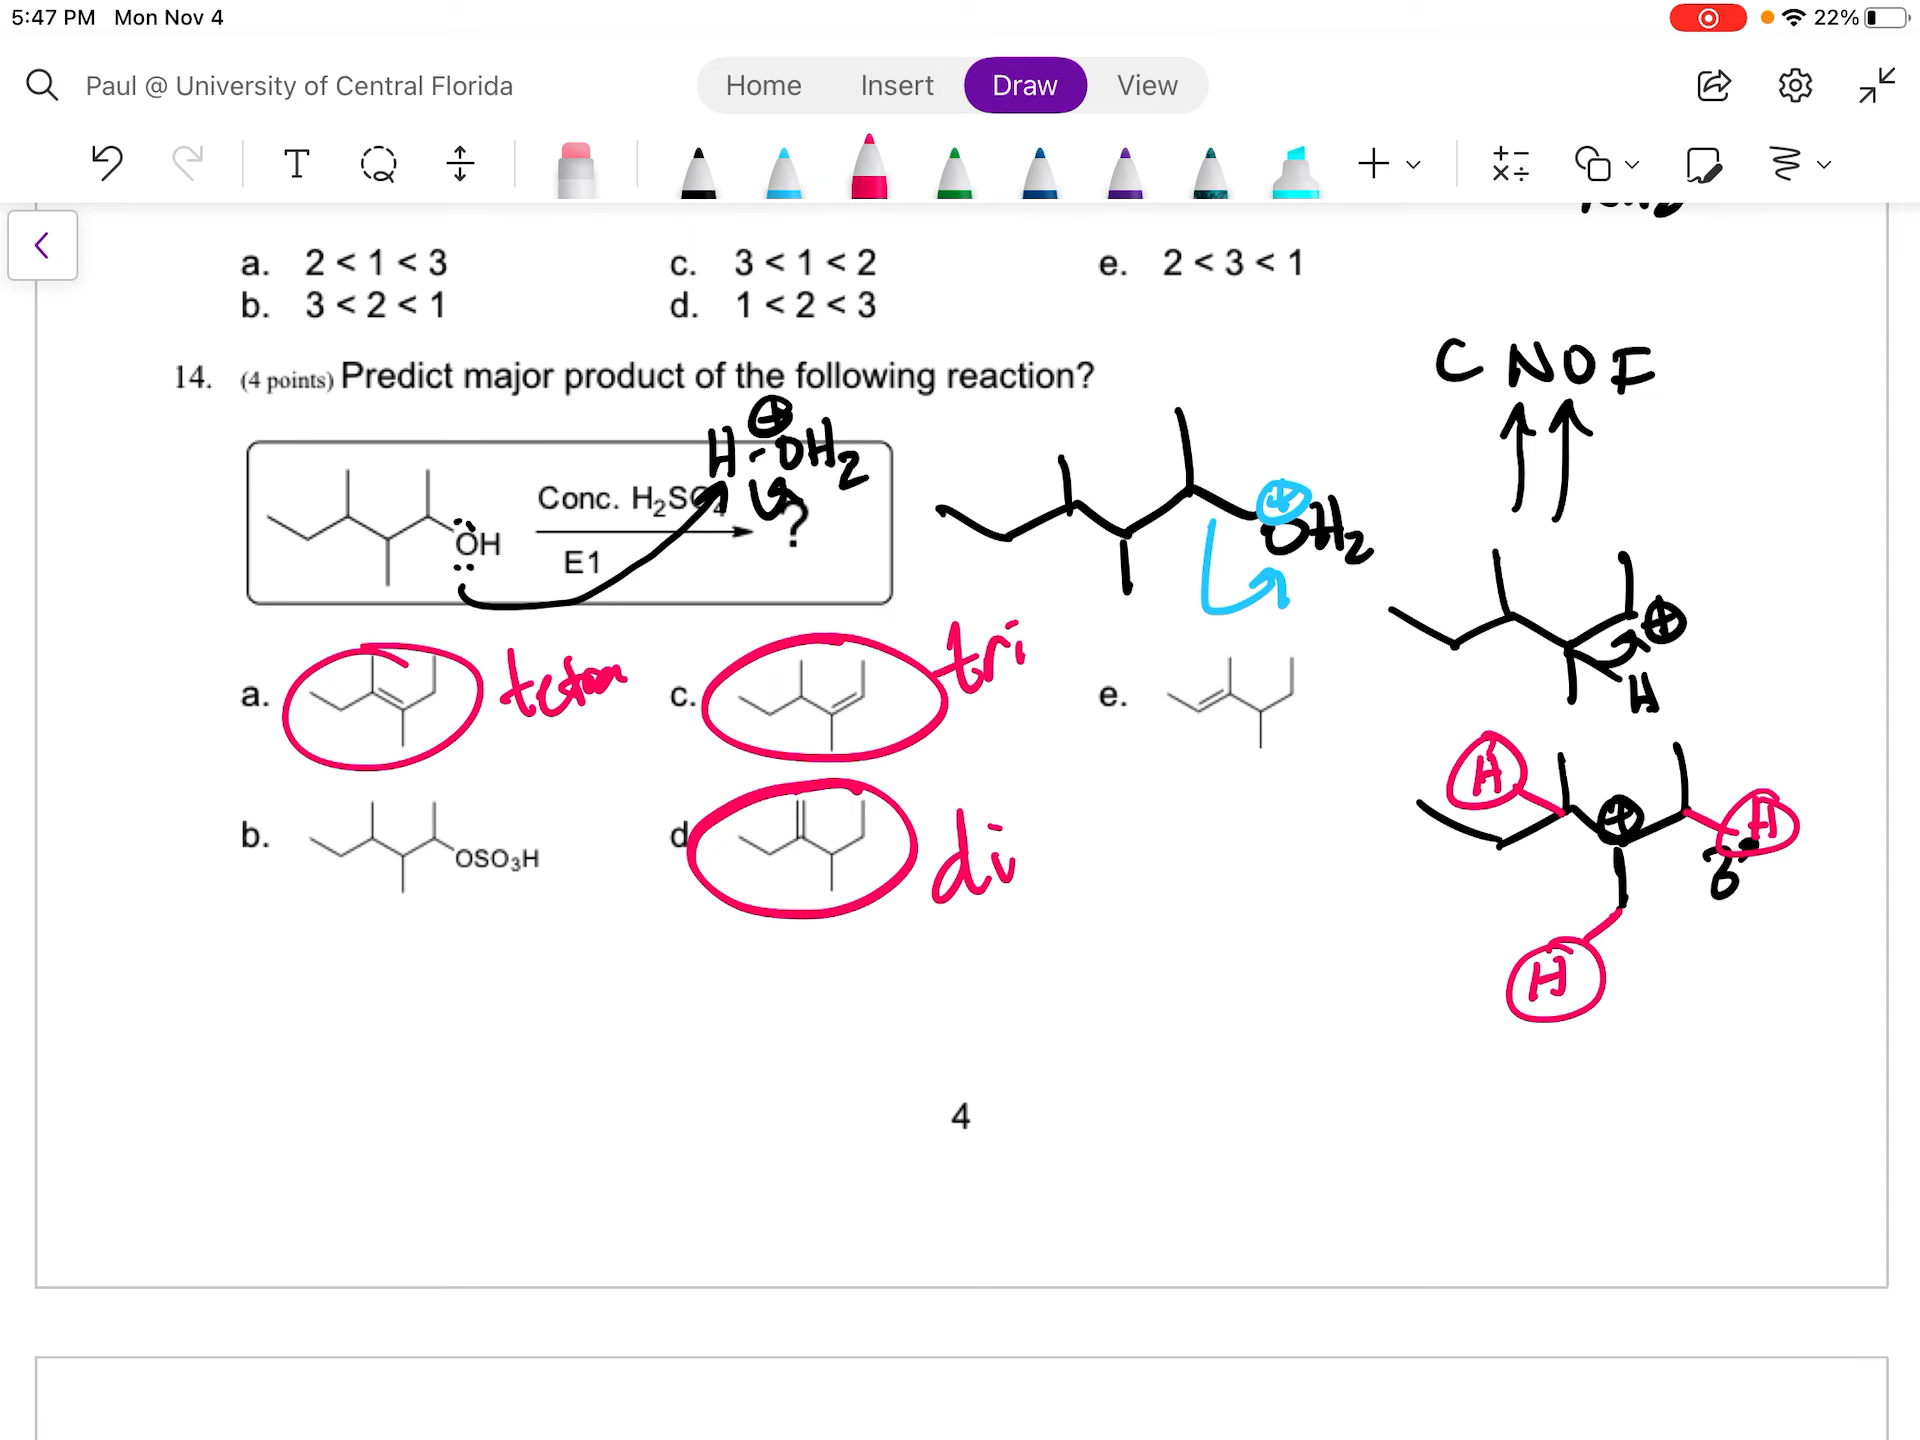 5:47 PM Mon Nov 4
22%
Paul @ University of Central Florida
Home Insert Draw View
T
a. 2 < 1 < 3 c. 3 < 1 < 2 e. 2 < 3 < 1
b. 3 < 2 < 1 d. 1 < 2 < 3
C N O F
14. (4 points) Predict major product of the following reaction?
⊕
H OH2
Conc. H2SO4
OH
?
E1
⊕
OH2
⊕
H
a. c. tri e.
H
⊕ H
3°
b. OSO3H d di
H
4